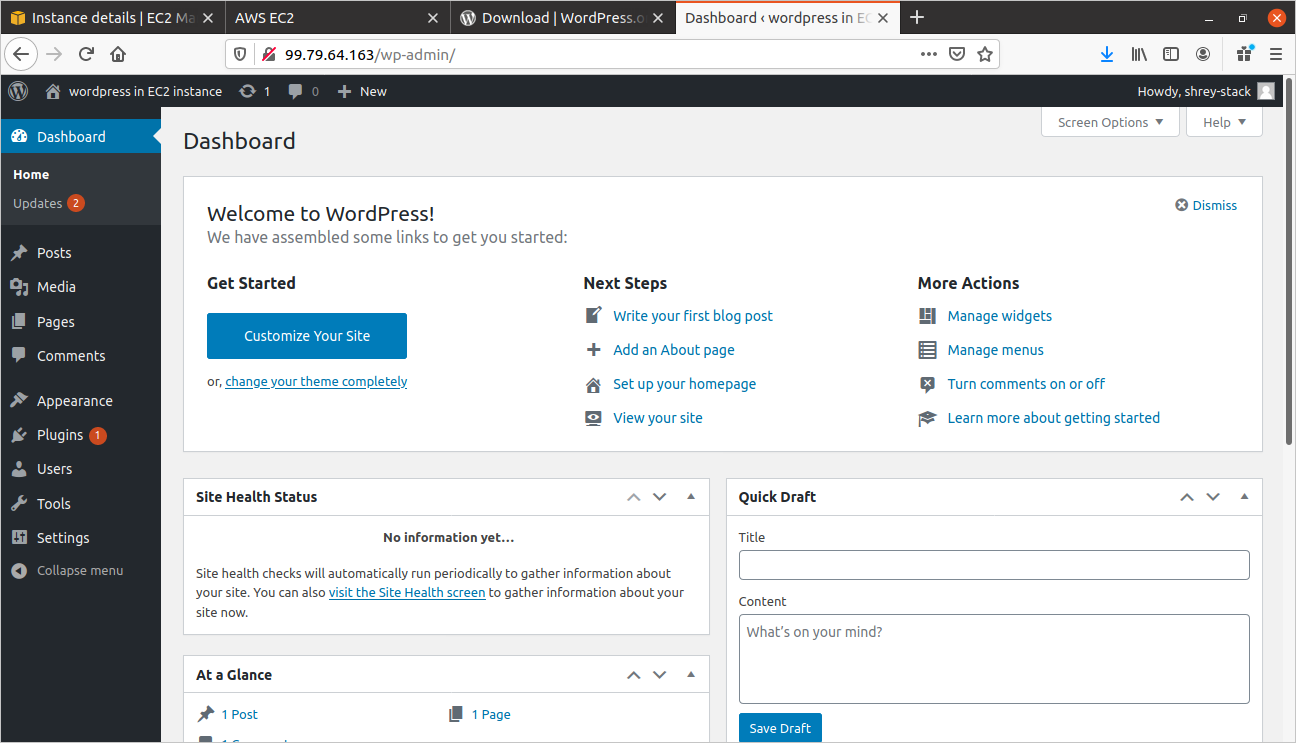 Instance details | EC2 Ma
AWS EC2
Download | WordPress.o
Dashboard ‹ wordpress in EC
99.79.64.163/wp-admin/
wordpress in EC2 instance
1
0
New
Howdy, shrey-stack
Dashboard
Home
Updates 2
Posts
Media
Pages
Comments
Appearance
Plugins 1
Users
Tools
Settings
Collapse menu
Dashboard
Screen Options
Help
Welcome to WordPress!
We have assembled some links to get you started:
Dismiss
Get Started
Customize Your Site
or, change your theme completely
Next Steps
Write your first blog post
Add an About page
Set up your homepage
View your site
More Actions
Manage widgets
Manage menus
Turn comments on or off
Learn more about getting started
Site Health Status
No information yet…
Site health checks will automatically run periodically to gather information about
your site. You can also visit the Site Health screen to gather information about your
site now.
At a Glance
1 Post
1 Page
Quick Draft
Title
Content
What's on your mind?
Save Draft